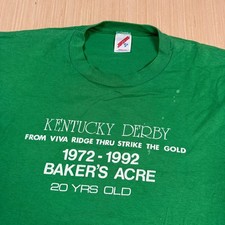 KENTUCKY DERBY
FROM VIVA RIDGE THRU STRIKE THE GOLD
1972-1992
BAKER'S ACRE
20 YRS OLD